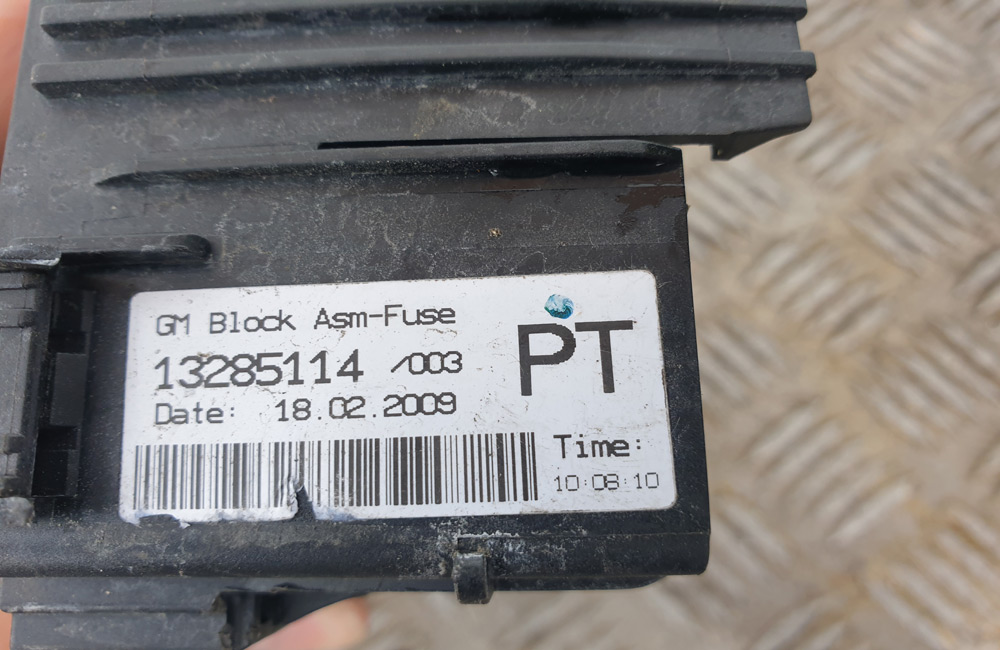 GM Block Asm-Fuse
13285114 /003
Date: 18.02.2009
PT
Time:
10:08:10